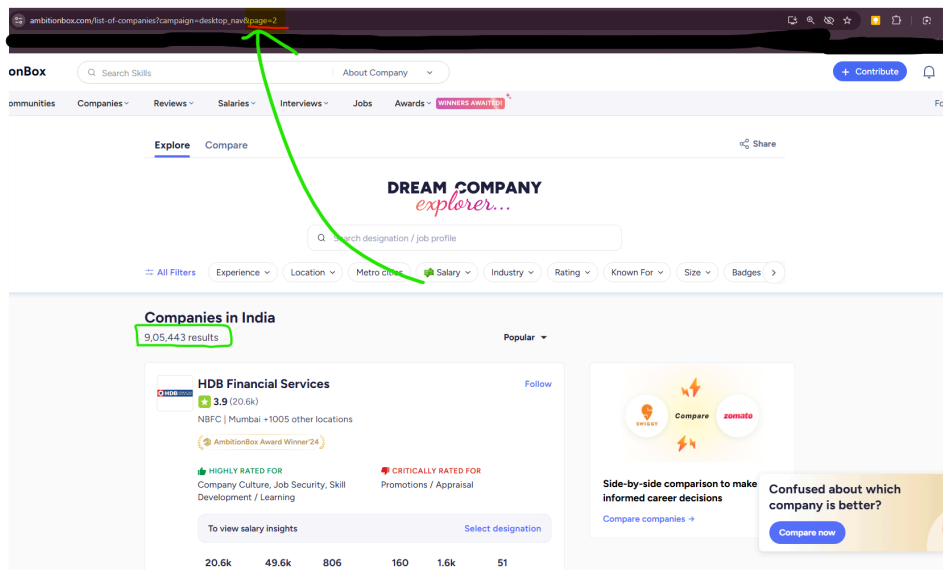 ambitionbox.com/list-of-companies?campaign=desktop_nav&page=2
onBox
Search Skills
About Company
+ Contribute
ommunities
Companies
Reviews
Salaries
Interviews
Jobs
Awards
WINNERS AWAITED!
Fo
Explore
Compare
Share
DREAM COMPANY
explorer...
Search designation / job profile
All Filters
Experience
Location
Metro cities
Salary
Industry
Rating
Known For
Size
Badges
Companies in India
9,05,443 results
Popular
HDB
HDB Financial Services
Follow
3.9 (20.6k)
NBFC | Mumbai +1005 other locations
AmbitionBox Award Winner'24
HIGHLY RATED FOR
Company Culture, Job Security, Skill
Development / Learning
CRITICALLY RATED FOR
Promotions / Appraisal
To view salary insights
Select designation
20.6k
49.6k
806
160
1.6k
51
SWIGGY
Compare
zomato
Side-by-side comparison to make
informed career decisions
Compare companies →
Confused about which
company is better?
Compare now